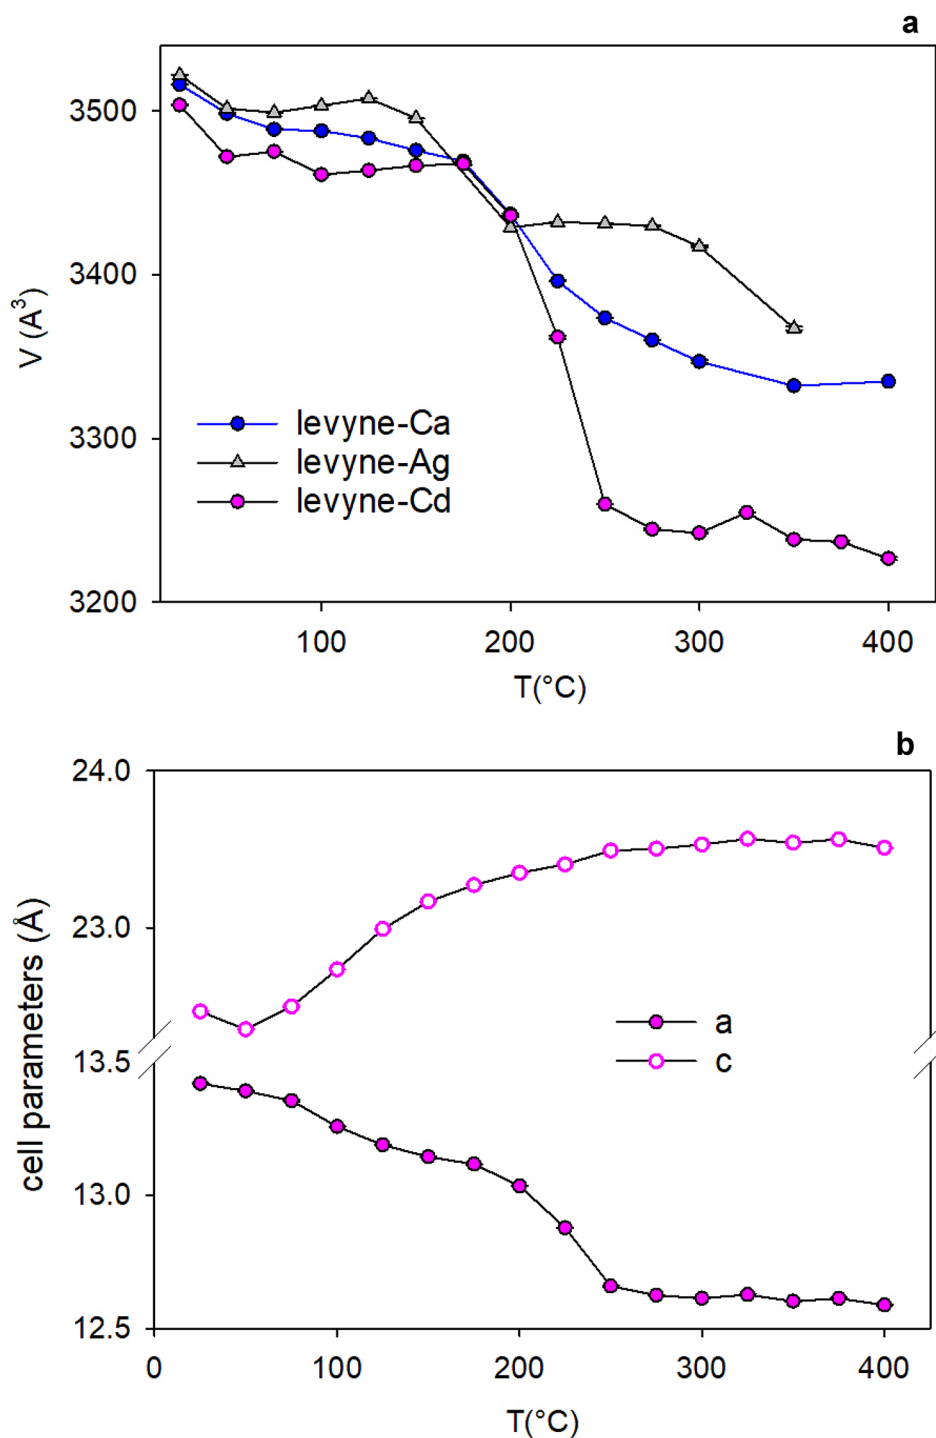 a
3500
3400
3300
3200
V (A³)
levyne-Ca
levyne-Ag
levyne-Cd
100 200 300 400
T(°C)
b
24.0
23.0
13.5
13.0
12.5
cell parameters (Å)
a
c
0 100 200 300 400
T(°C)